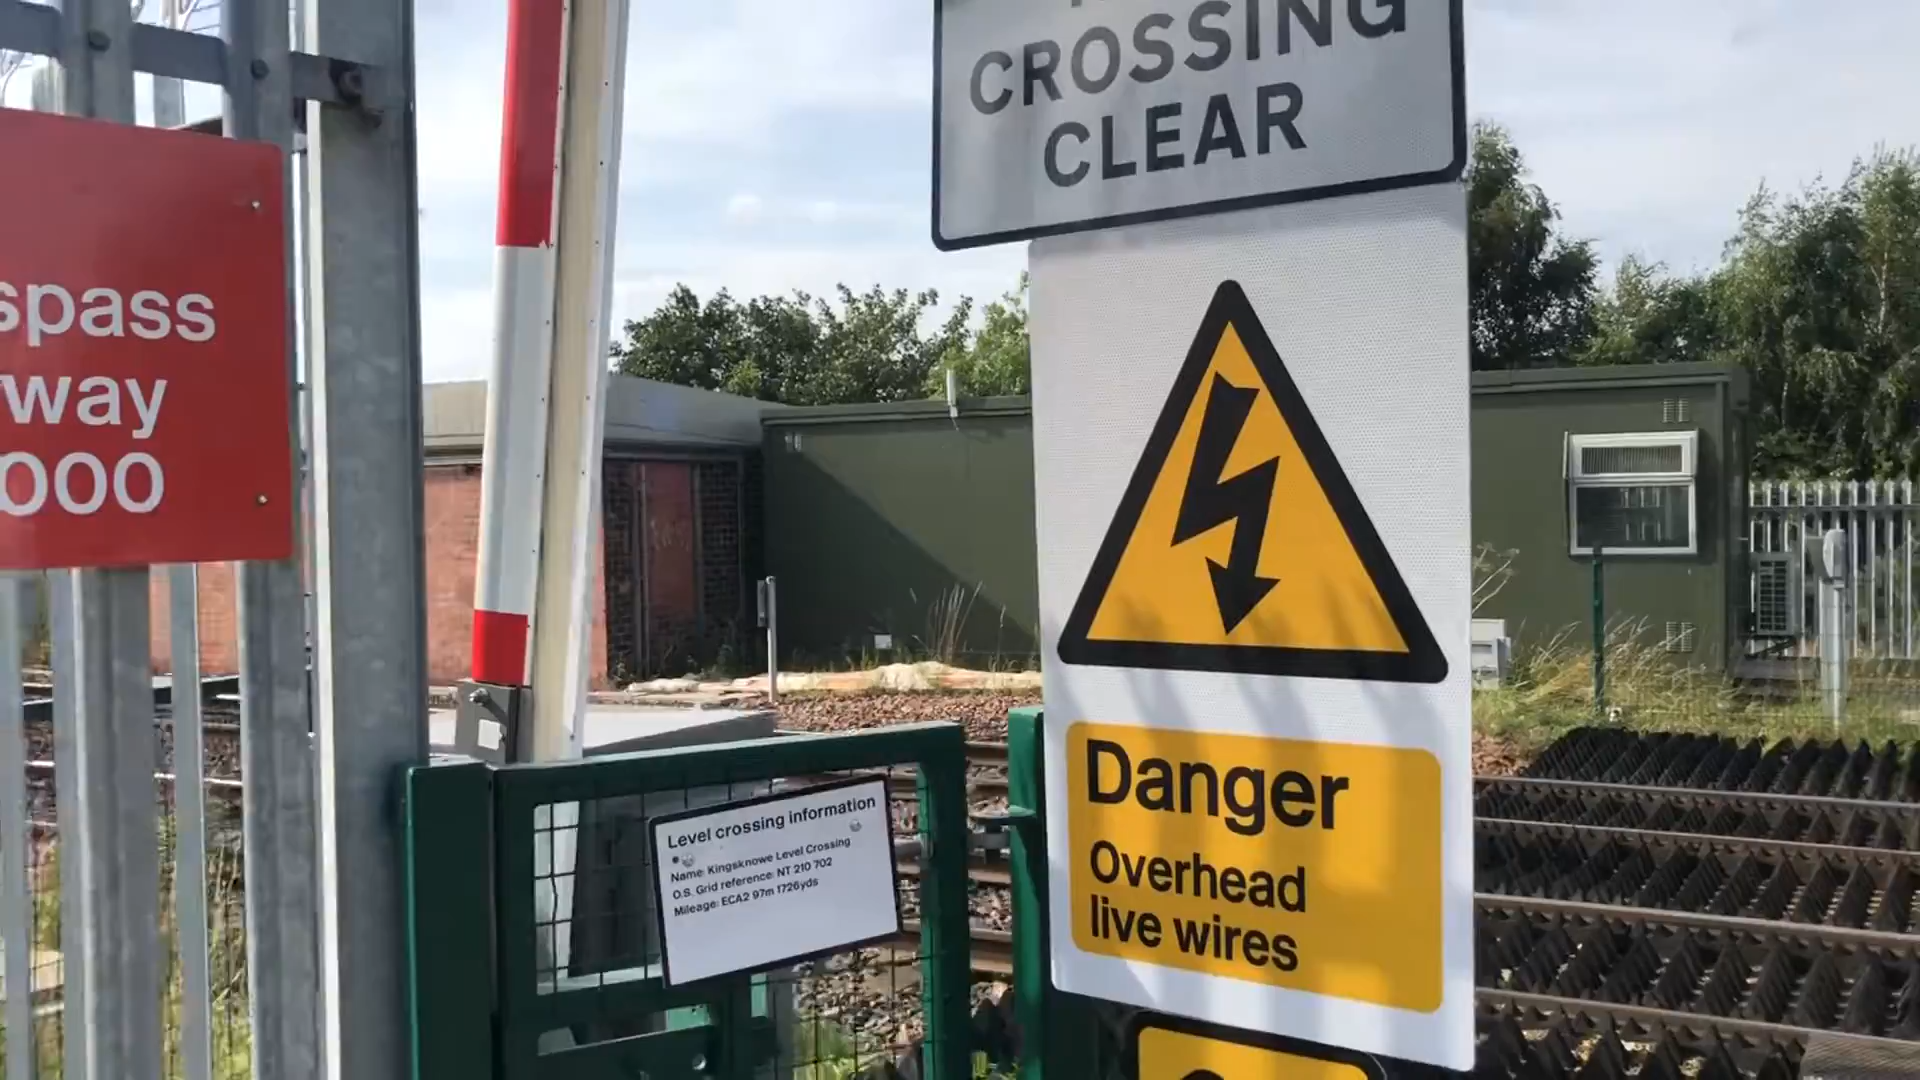 CROSSING
CLEAR
spass
way
000
Danger
Overhead
live wires
Level crossing information
Name: Kingsknowe Level Crossing
O.S. Grid reference: NT 210 702
Mileage: ECA2 97m 1726yds